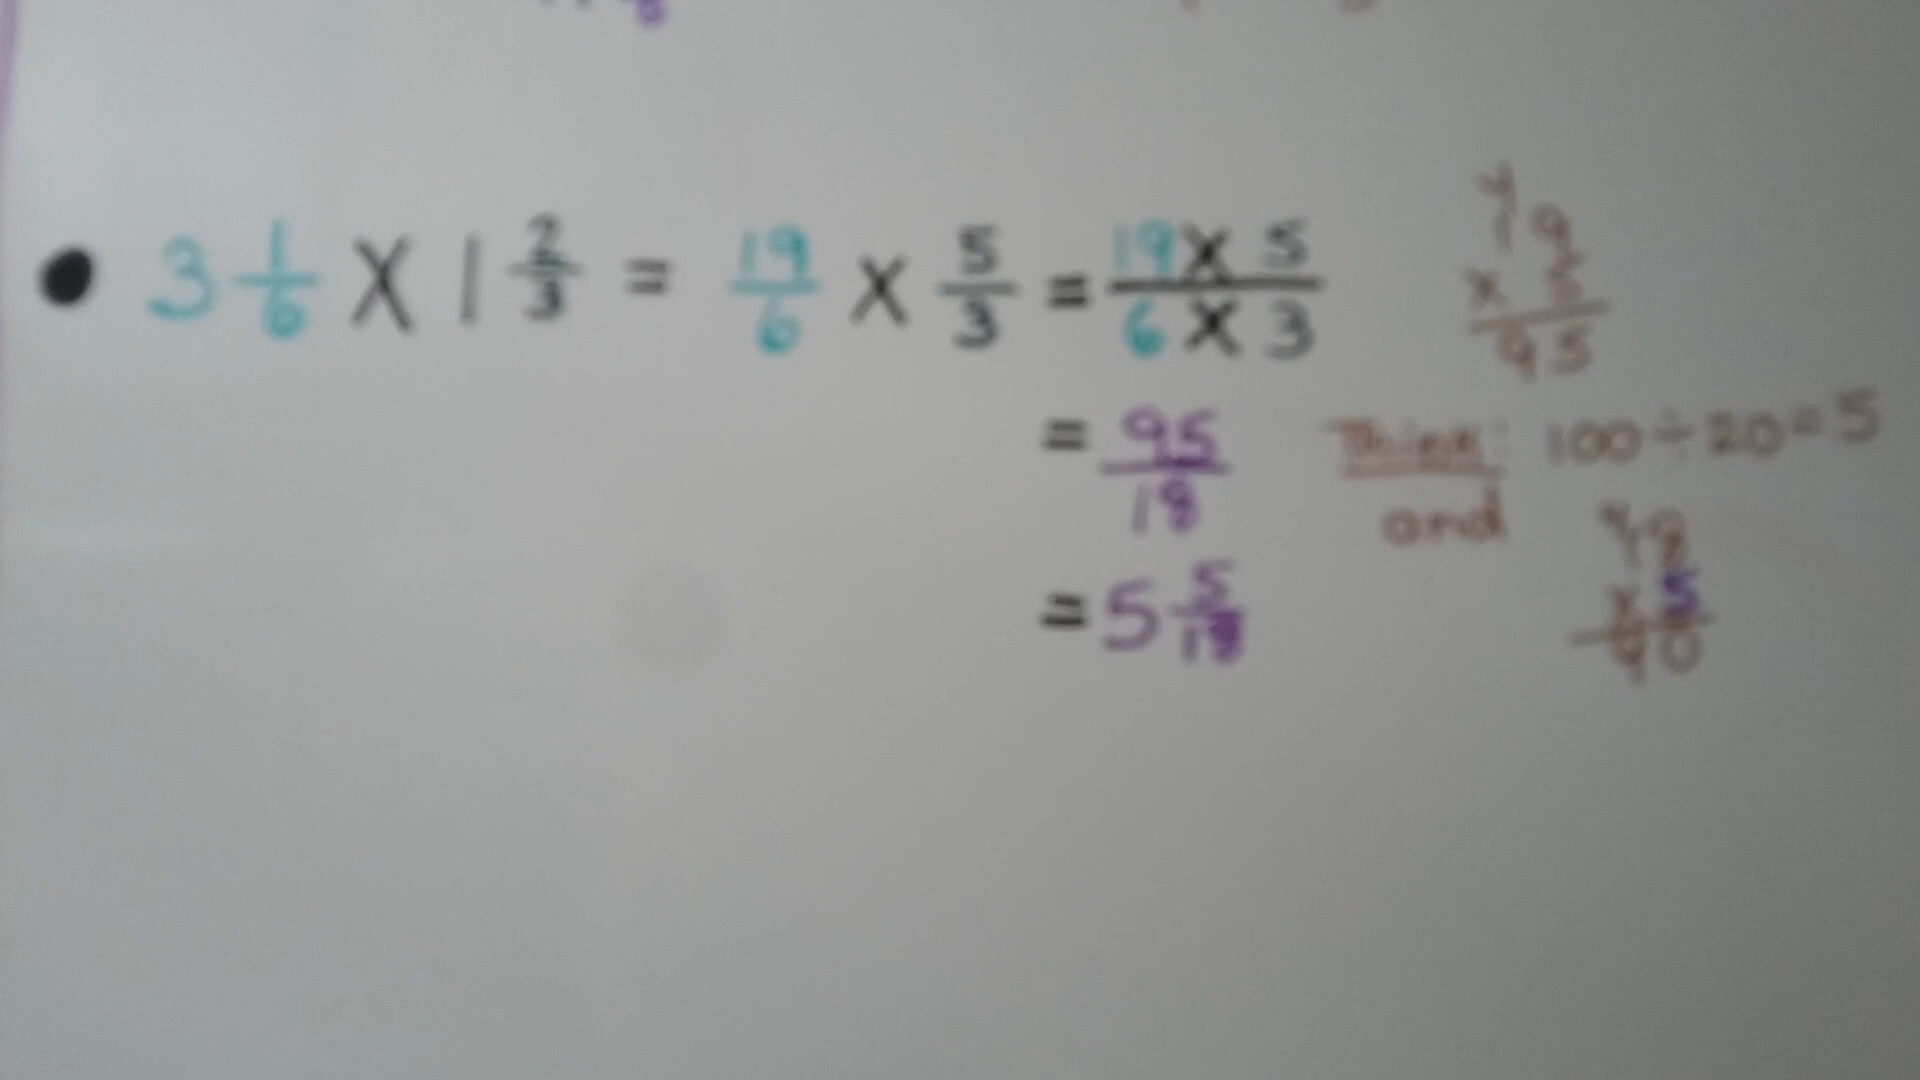 • 3 1/6 X 1 2/3 = 19/6 X 5/3 = 19 X 5 / 6 X 3
4
19
x 5
95
= 95/18 Think: 100 ÷ 20 = 5
and
4
18
x 5
90
= 5 5/18